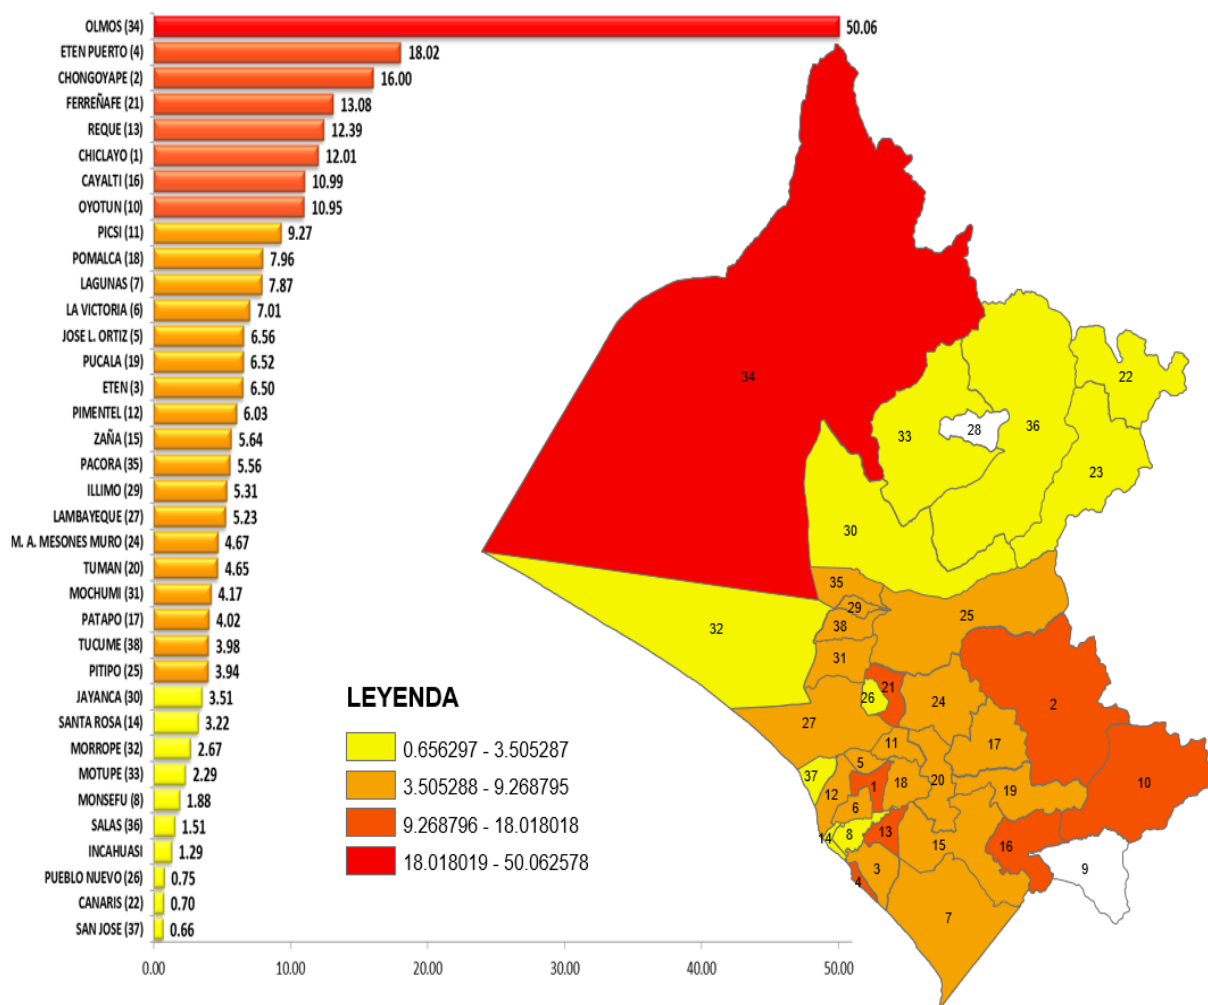 OLMOS (34) 50.06
ETEN PUERTO (4) 18.02
CHONGOYAPE (2) 16.00
FERREÑAFE (21) 13.08
REQUE (13) 12.39
CHICLAYO (1) 12.01
CAYALTI (16) 10.99
OYOTUN (10) 10.95
PICSI (11) 9.27
POMALCA (18) 7.96
LAGUNAS (7) 7.87
LA VICTORIA (6) 7.01
JOSE L. ORTIZ (5) 6.56
PUCALA (19) 6.52
ETEN (3) 6.50
PIMENTEL (12) 6.03
ZAÑA (15) 5.64
PACORA (35) 5.56
ILLIMO (29) 5.31
LAMBAYEQUE (27) 5.23
M. A. MESONES MURO (24) 4.67
TUMAN (20) 4.65
MOCHUMI (31) 4.17
PATAPO (17) 4.02
TUCUME (38) 3.98
PITIPO (25) 3.94
JAYANCA (30) 3.51
SANTA ROSA (14) 3.22
MORROPE (32) 2.67
MOTUPE (33) 2.29
MONSEFU (8) 1.88
SALAS (36) 1.51
INCAHUASI 1.29
PUEBLO NUEVO (26) 0.75
CANARIS (22) 0.70
SAN JOSE (37) 0.66
0.00 10.00 20.00 30.00 40.00 50.00
LEYENDA
0.656297 - 3.505287
3.505288 - 9.268795
9.268796 - 18.018018
18.018019 - 50.062578
34
22
28
36
33
23
30
35
29
25
38
32
31
21
26
24
2
27
11
17
5
37
1
18
20
10
19
12
6
13
14
8
15
16
3
9
4
7